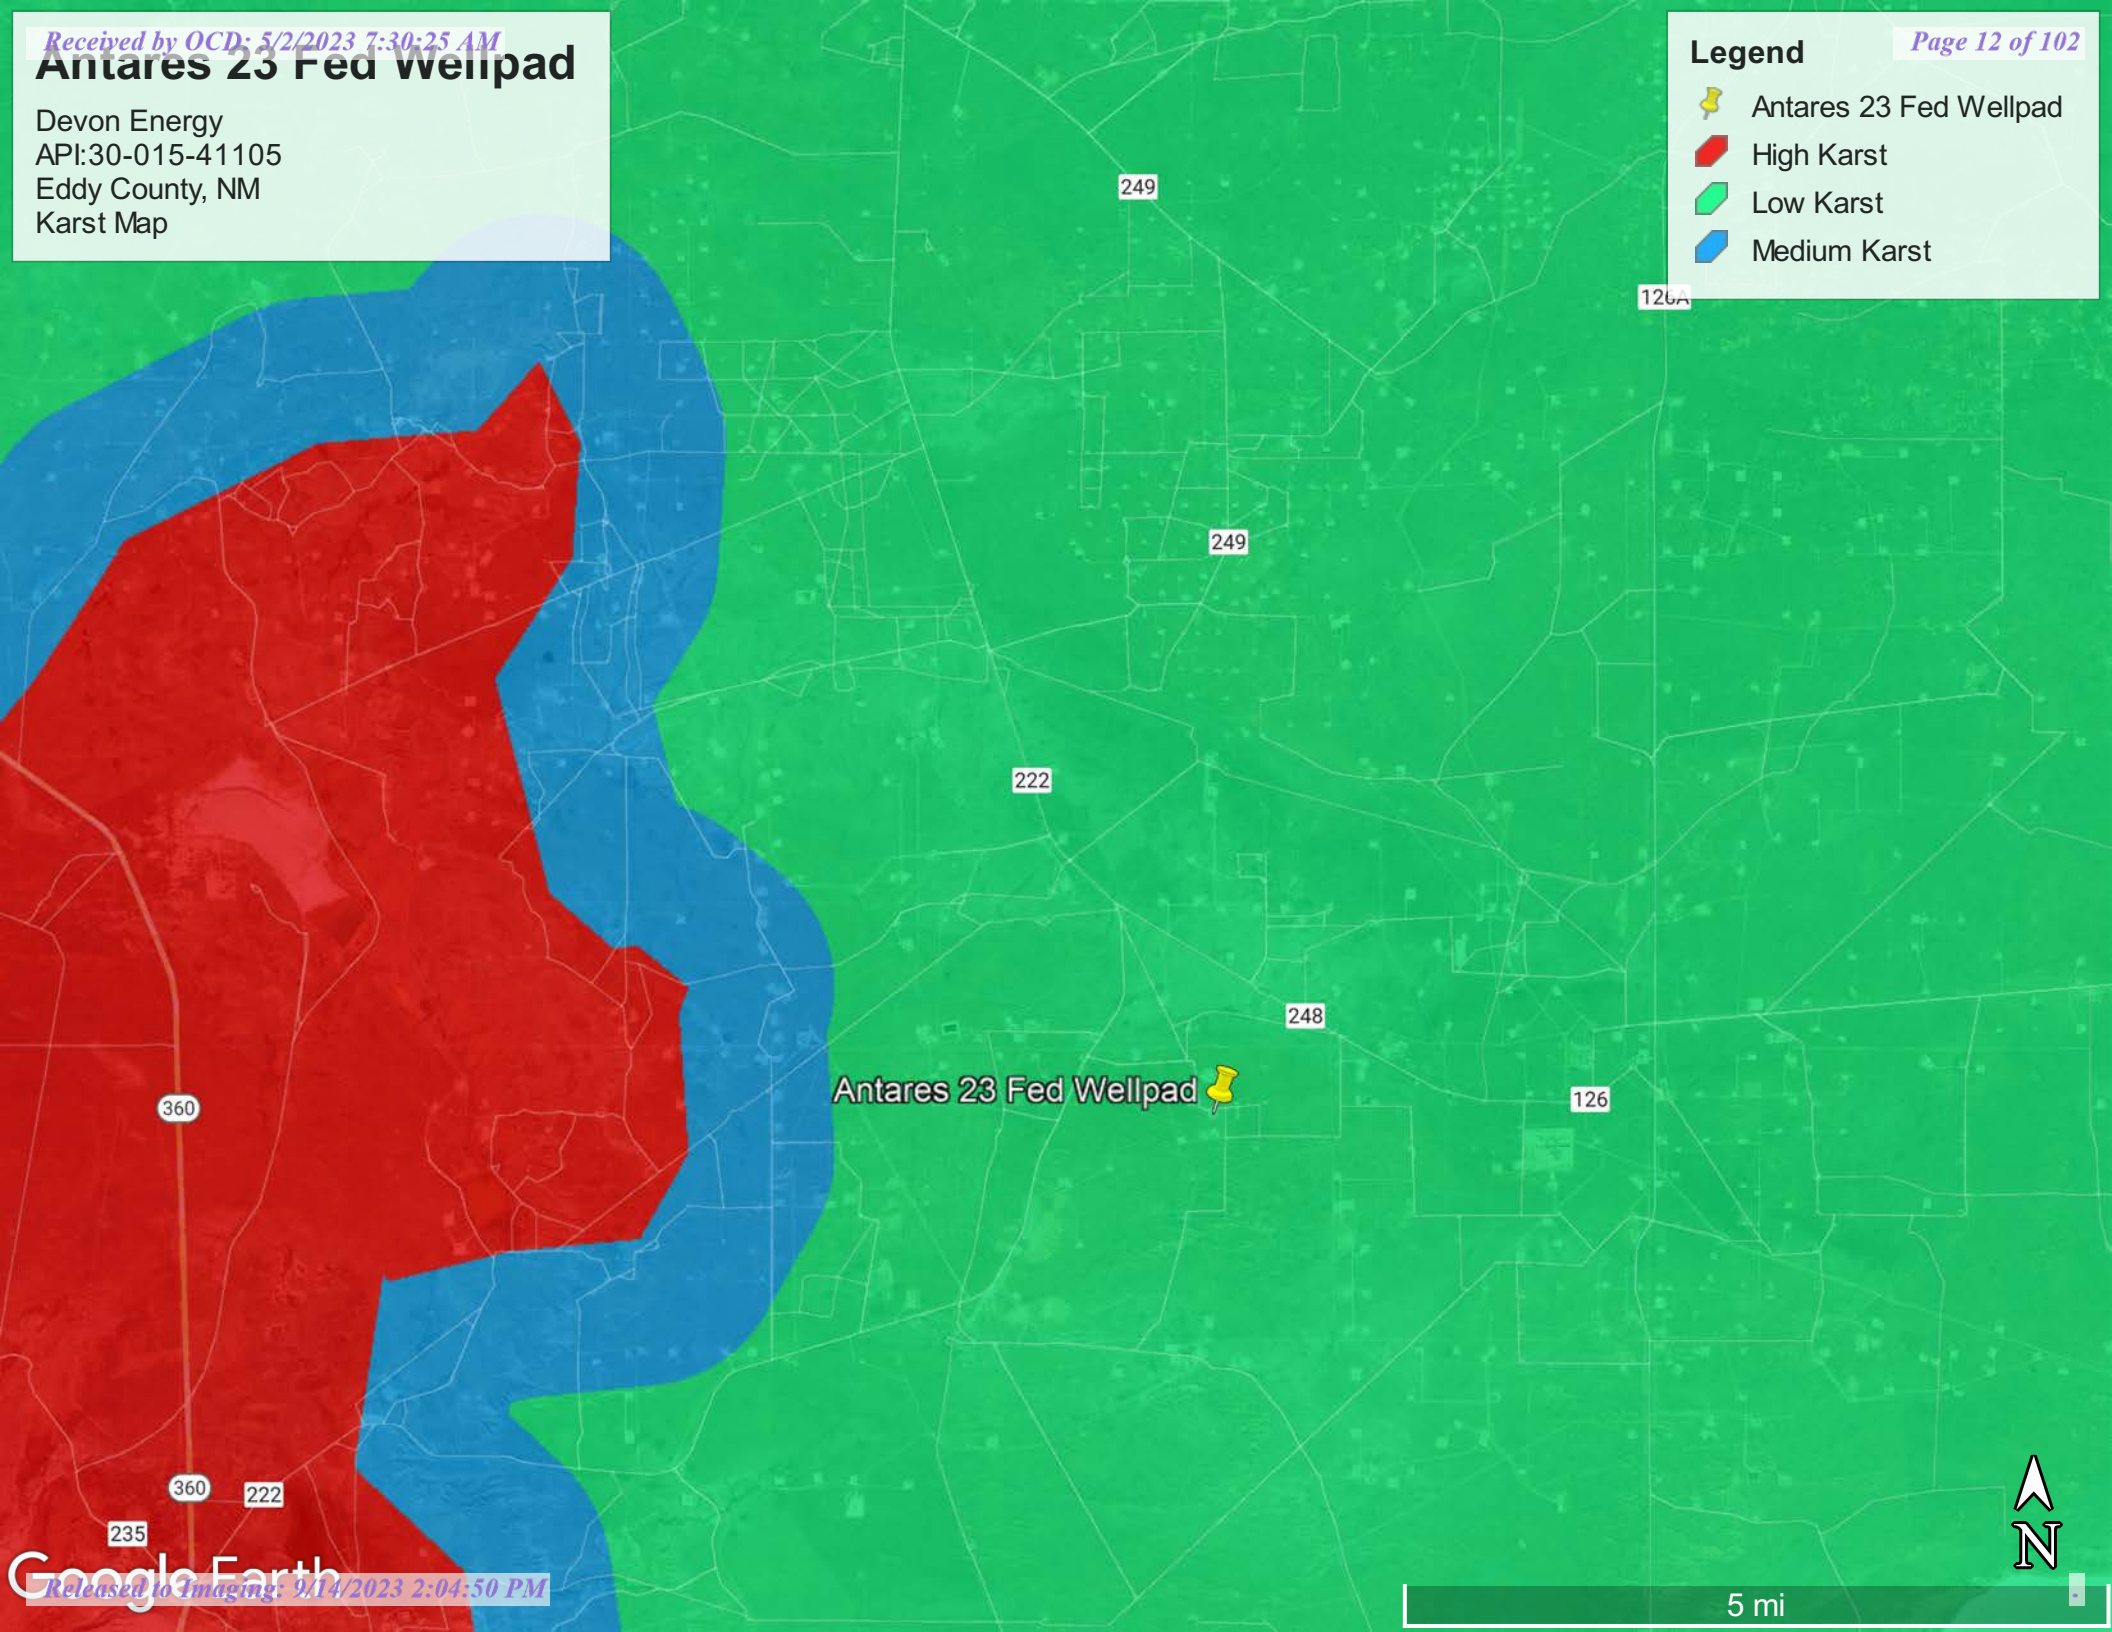 Received by OCD: 5/2/2023 7:30:25 AM
Page 12 of 102
Antares 23 Fed Wellpad
Devon Energy
API:30-015-41105
Eddy County, NM
Karst Map
Legend
Antares 23 Fed Wellpad
High Karst
Low Karst
Medium Karst
249
126A
249
222
248
Antares 23 Fed Wellpad
126
360
360
222
235
Google Earth
Released to Imaging: 9/14/2023 2:04:50 PM
N
5 mi